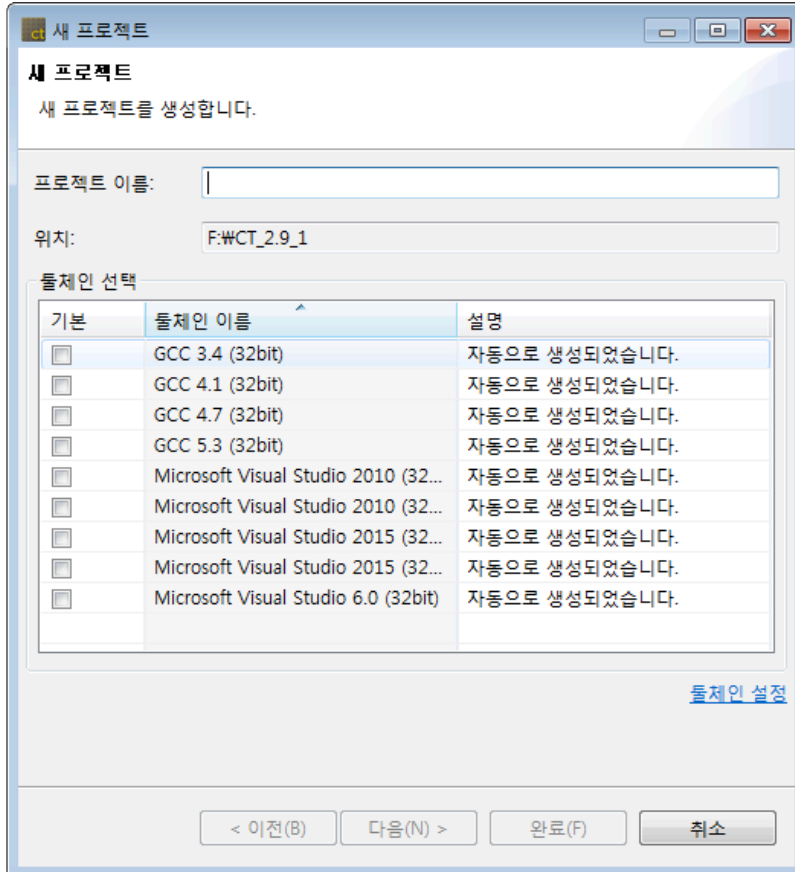 ct 새 프로젝트
새 프로젝트
새 프로젝트를 생성합니다.
프로젝트 이름:
위치: F:₩CT_2.9_1
툴체인 선택
기본 툴체인 이름 설명
GCC 3.4 (32bit) 자동으로 생성되었습니다.
GCC 4.1 (32bit) 자동으로 생성되었습니다.
GCC 4.7 (32bit) 자동으로 생성되었습니다.
GCC 5.3 (32bit) 자동으로 생성되었습니다.
Microsoft Visual Studio 2010 (32... 자동으로 생성되었습니다.
Microsoft Visual Studio 2010 (32... 자동으로 생성되었습니다.
Microsoft Visual Studio 2015 (32... 자동으로 생성되었습니다.
Microsoft Visual Studio 2015 (32... 자동으로 생성되었습니다.
Microsoft Visual Studio 6.0 (32bit) 자동으로 생성되었습니다.
툴체인 설정
< 이전(B) 다음(N) > 완료(F) 취소